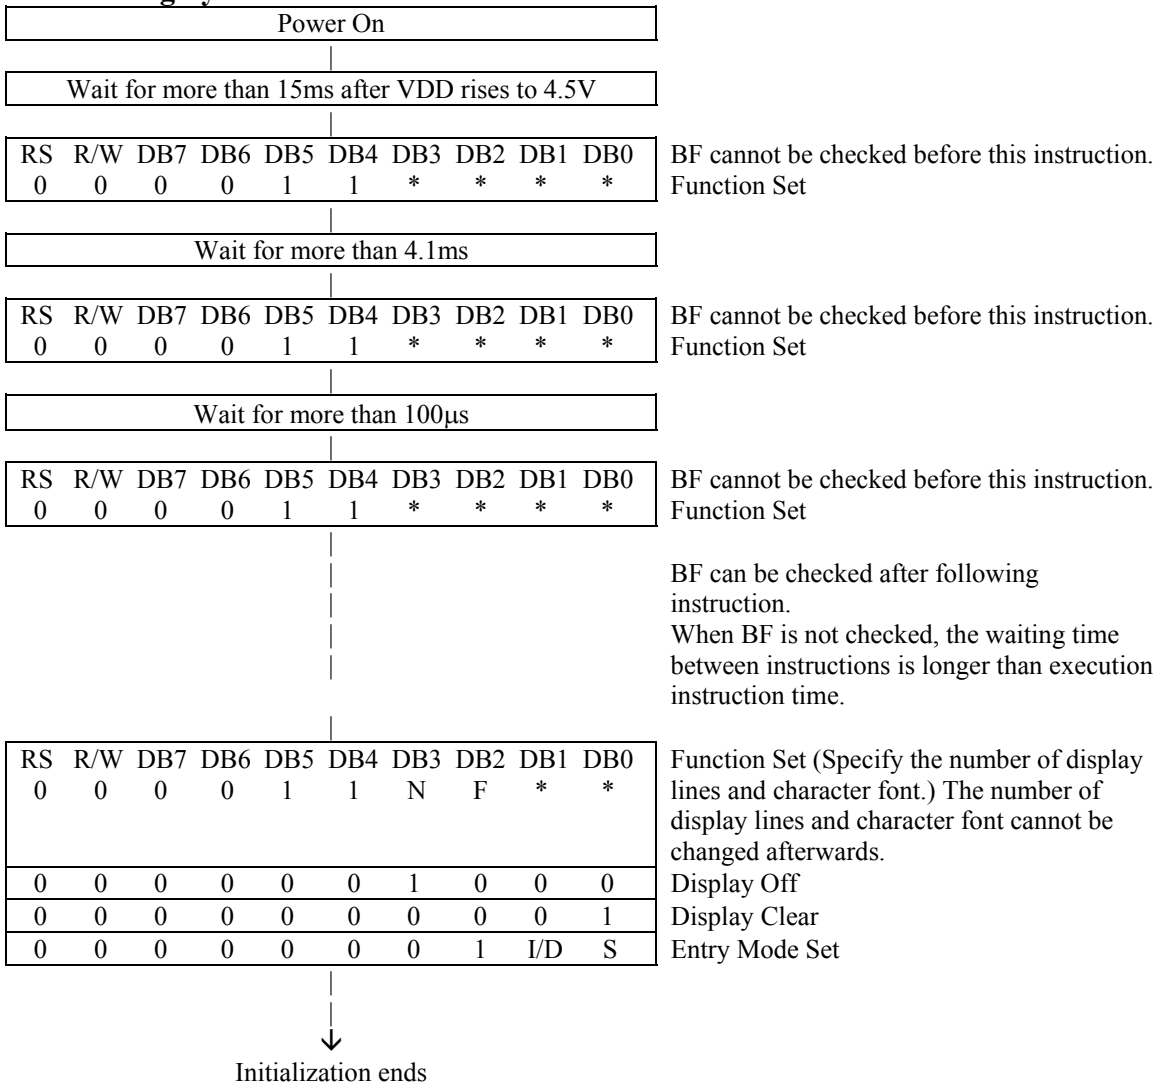 Power On
Wait for more than 15ms after VDD rises to 4.5V
RS R/W DB7 DB6 DB5 DB4 DB3 DB2 DB1 DB0 BF cannot be checked before this instruction.
0 0 0 0 1 1 * * * * Function Set
Wait for more than 4.1ms
RS R/W DB7 DB6 DB5 DB4 DB3 DB2 DB1 DB0 BF cannot be checked before this instruction.
0 0 0 0 1 1 * * * * Function Set
Wait for more than 100μs
RS R/W DB7 DB6 DB5 DB4 DB3 DB2 DB1 DB0 BF cannot be checked before this instruction.
0 0 0 0 1 1 * * * * Function Set
BF can be checked after following
instruction.
When BF is not checked, the waiting time
between instructions is longer than execution
instruction time.
RS R/W DB7 DB6 DB5 DB4 DB3 DB2 DB1 DB0 Function Set (Specify the number of display
0 0 0 0 1 1 N F * * lines and character font.) The number of
display lines and character font cannot be
changed afterwards.
0 0 0 0 0 0 1 0 0 0 Display Off
0 0 0 0 0 0 0 0 0 1 Display Clear
0 0 0 0 0 0 0 1 I/D S Entry Mode Set
Initialization ends